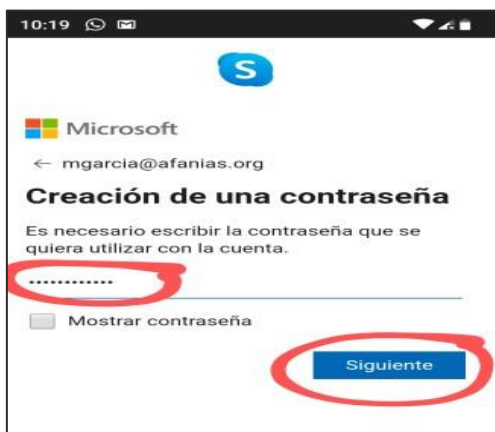 10:19
S
Microsoft
← mgarcia@afanias.org
Creación de una contraseña
Es necesario escribir la contraseña que se
quiera utilizar con la cuenta.
••••••••••••
Mostrar contraseña
Siguiente